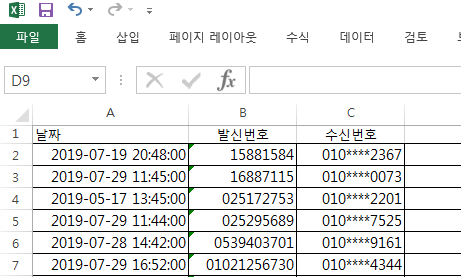 파일 홈 삽입 페이지 레이아웃 수식 데이터 검토
D9 fx
A B C
1 날짜 발신번호 수신번호
2 2019-07-19 20:48:00 15881584 010****2367
3 2019-07-29 11:45:00 16887115 010****0073
4 2019-05-17 13:45:00 025172753 010****2201
5 2019-07-29 11:44:00 025295689 010****7525
6 2019-07-28 14:42:00 0539403701 010****9161
7 2019-07-29 16:52:00 01021256730 010****4344